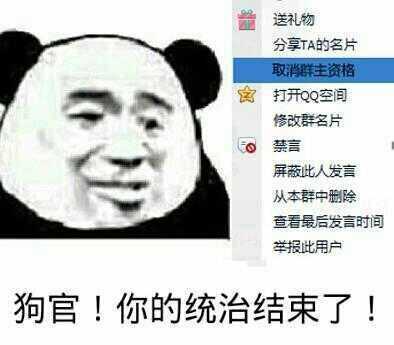 送礼物
分享TA的名片
取消群主资格
打开QQ空间
修改群名片
禁言
屏蔽此人发言
从本群中删除
查看最后发言时间
举报此用户
狗官！你的统治结束了！